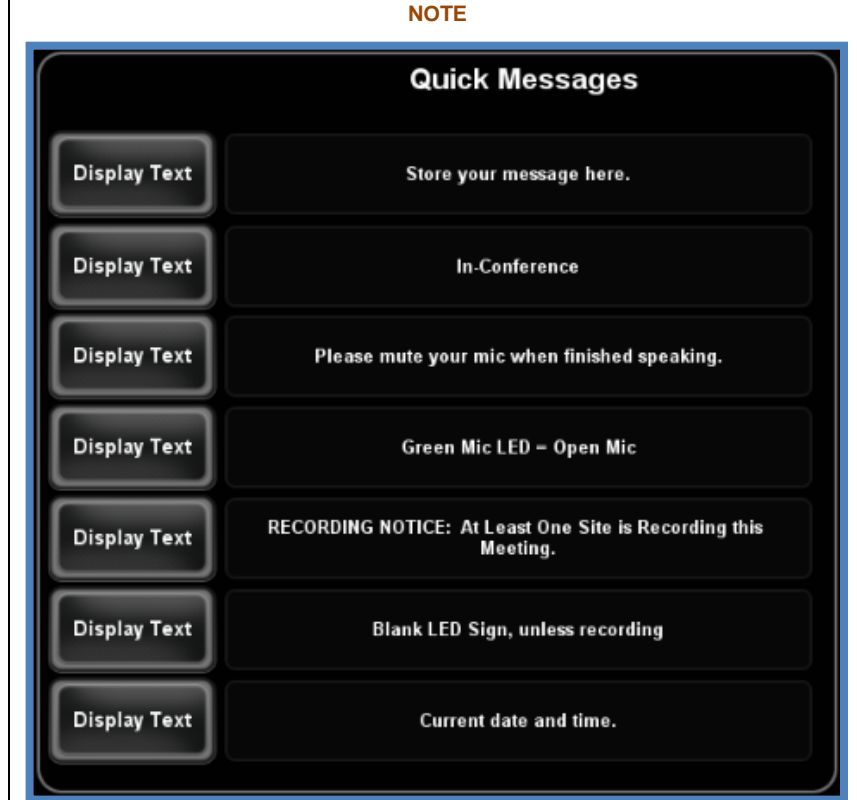 NOTE
Quick Messages
Display Text
Store your message here.
Display Text
In-Conference
Display Text
Please mute your mic when finished speaking.
Display Text
Green Mic LED = Open Mic
Display Text
RECORDING NOTICE:  At Least One Site is Recording this
Meeting.
Display Text
Blank LED Sign, unless recording
Display Text
Current date and time.